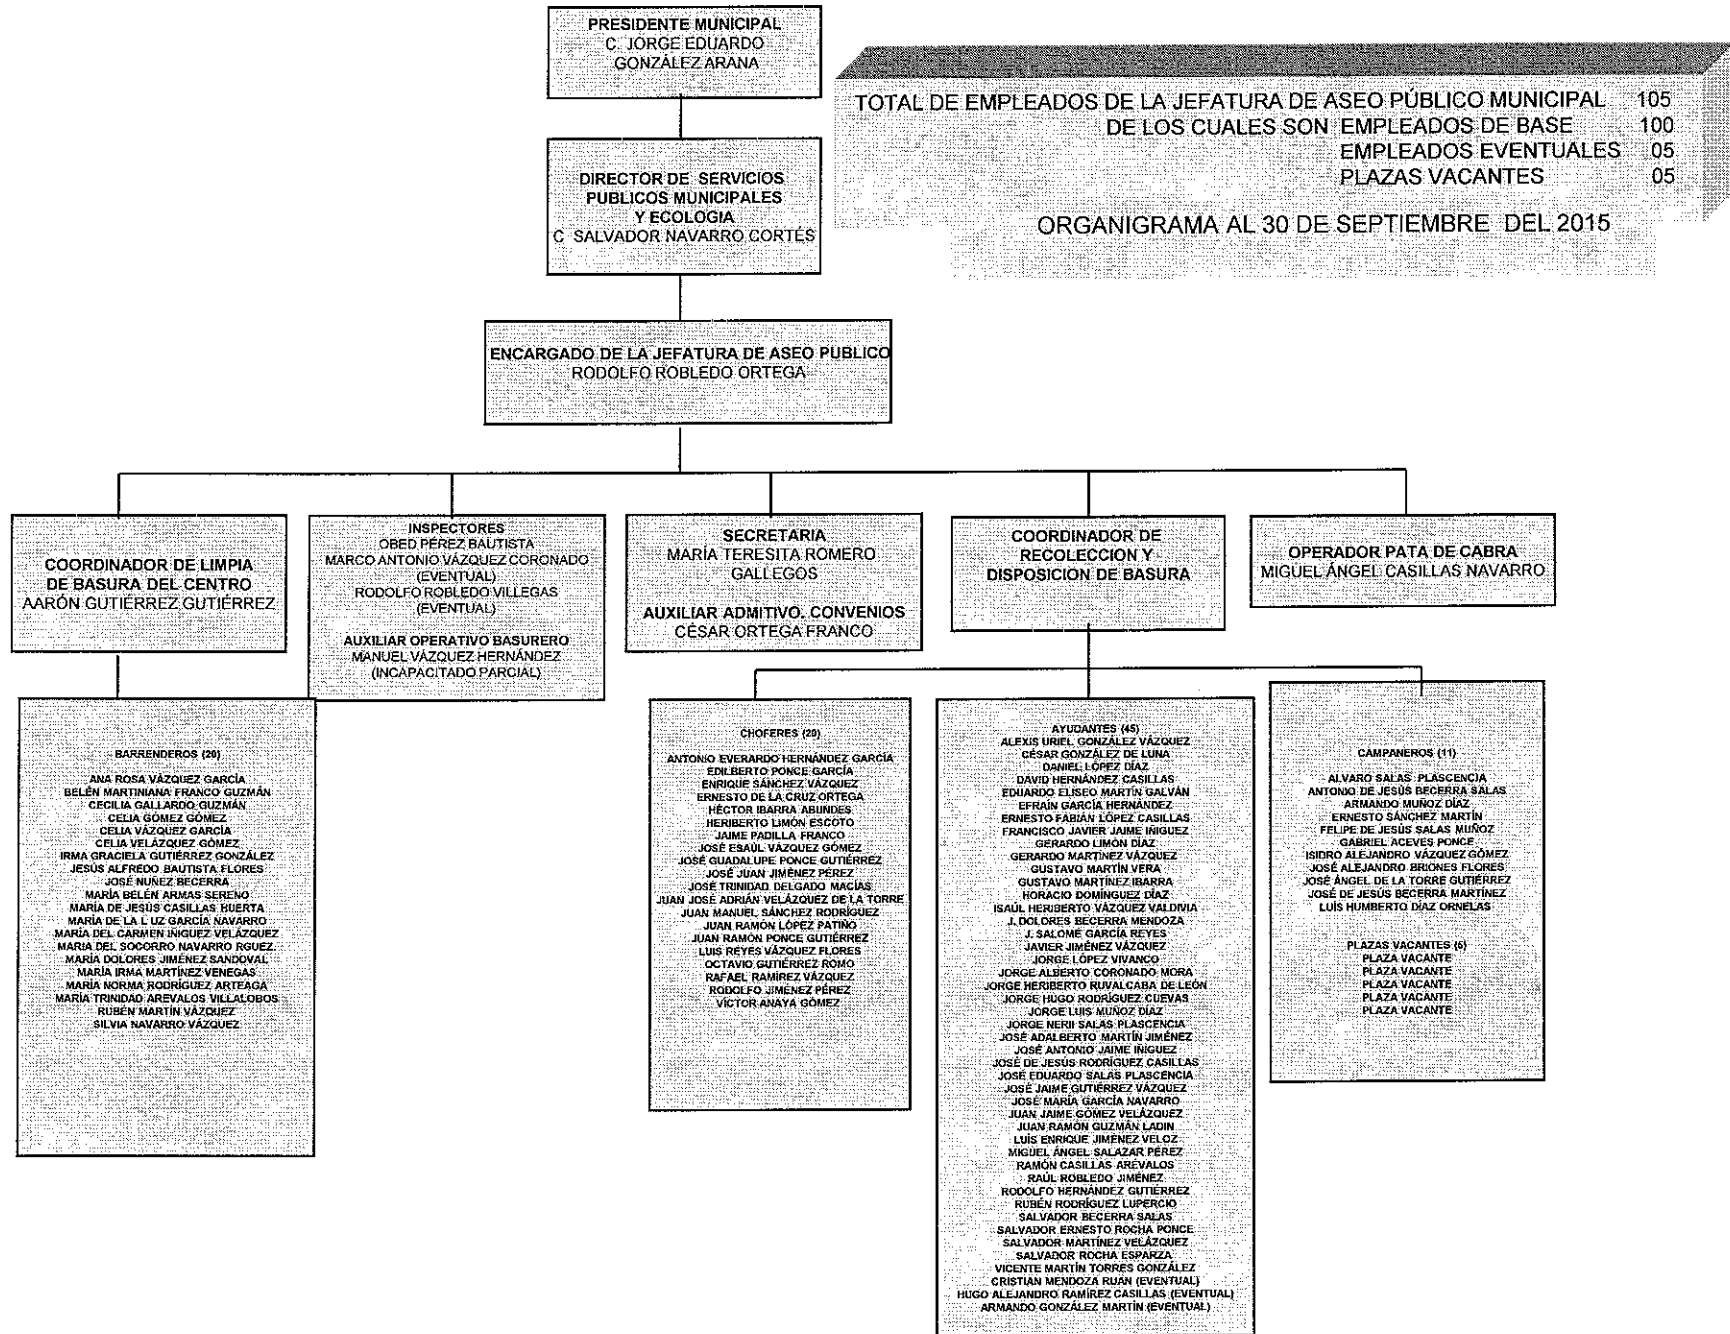 PRESIDENTE MUNICIPAL
C. JORGE EDUARDO
GONZÁLEZ ARANA
TOTAL DE EMPLEADOS DE LA JEFATURA DE ASEO PÚBLICO MUNICIPAL 105
DE LOS CUALES SON EMPLEADOS DE BASE 100
EMPLEADOS EVENTUALES 05
PLAZAS VACANTES 05
ORGANIGRAMA AL 30 DE SEPTIEMBRE DEL 2015
DIRECTOR DE SERVICIOS
PUBLICOS MUNICIPALES
Y ECOLOGIA
C SALVADOR NAVARRO CORTÉS
ENCARGADO DE LA JEFATURA DE ASEO PUBLICO
RODOLFO ROBLEDO ORTEGA
COORDINADOR DE LIMPIA
DE BASURA DEL CENTRO
AARÓN GUTIÉRREZ GUTIÉRREZ
INSPECTORES
OBED PÉREZ BAUTISTA
MARCO ANTONIO VÁZQUEZ CORONADO
(EVENTUAL)
RODOLFO ROBLEDO VILLEGAS
(EVENTUAL)
AUXILIAR OPERATIVO BASURERO
MANUEL VÁZQUEZ HERNÁNDEZ
(INCAPACITADO PARCIAL)
SECRETARIA
MARÍA TERESITA ROMERO
GALLEGOS
AUXILIAR ADMITIVO. CONVENIOS
CÉSAR ORTEGA FRANCO
COORDINADOR DE
RECOLECCION Y
DISPOSICION DE BASURA
OPERADOR PATA DE CABRA
MIGUEL ÁNGEL CASILLAS NAVARRO
BARRENDEROS (20)
ANA ROSA VÁZQUEZ GARCÍA
BELÉN MARTINIANA FRANCO GUZMÁN
CECILIA GALLARDO GUZMÁN
CELIA GÓMEZ GÓMEZ
CELIA VÁZQUEZ GARCÍA
CELIA VELÁZQUEZ GÓMEZ
IRMA GRACIELA GUTIÉRREZ GONZÁLEZ
JESÚS ALFREDO BAUTISTA FLORES
JOSÉ NUÑEZ BECERRA
MARÍA BELÉN ARMAS SERENO
MARÍA DE JESÚS CASILLAS HUERTA
MARÍA DE LA L UZ GARCÍA NAVARRO
MARÍA DEL CARMEN IÑIGUEZ VELÁZQUEZ
MARIA DEL SOCORRO NAVARRO RGUEZ
MARÍA DOLORES JIMÉNEZ SANDOVAL
MARÍA IRMA MARTÍNEZ VENEGAS
MARÍA NORMA RODRÍGUEZ ARTEAGA
MARÍA TRINIDAD AREVALOS VILLALOBOS
RUBÉN MARTÍN VÁZQUEZ
SILVIA NAVARRO VÁZQUEZ
CHOFERES (20)
ANTONIO EVERARDO HERNÁNDEZ GARCÍA
EDILBERTO PONCE GARCÍA
ENRIQUE SÁNCHEZ VÁZQUEZ
ERNESTO DE LA CRUZ ORTEGA
HÉCTOR IBARRA ABUNDES
HERIBERTO LIMÓN ESCOTO
JAIME PADILLA FRANCO
JOSÉ ESAÚL VÁZQUEZ GÓMEZ
JOSÉ GUADALUPE PONCE GUTIÉRREZ
JOSÉ JUAN JIMÉNEZ PÉREZ
JOSÉ TRINIDAD DELGADO MACÍAS
JUAN JOSÉ ADRIÁN VELÁZQUEZ DE LA TORRE
JUAN MANUEL SÁNCHEZ RODRÍGUEZ
JUAN RAMÓN LÓPEZ PATIÑO
JUAN RAMÓN PONCE GUTIÉRREZ
LUIS REYES VÁZQUEZ FLORES
OCTAVIO GUTIÉRREZ ROMO
RAFAEL RAMÍREZ VÁZQUEZ
RODOLFO JIMÉNEZ PÉREZ
VÍCTOR ANAYA GÓMEZ
AYUDANTES (45)
ALEXIS URIEL GONZÁLEZ VÁZQUEZ
CÉSAR GONZÁLEZ DE LUNA
DANIEL LÓPEZ DÍAZ
DAVID HERNÁNDEZ CASILLAS
EDUARDO ELISEO MARTÍN GALVÁN
EFRAÍN GARCÍA HERNÁNDEZ
ERNESTO FABIÁN LÓPEZ CASILLAS
FRANCISCO JAVIER JAIME IÑIGUEZ
GERARDO LIMÓN DÍAZ
GERARDO MARTÍNEZ VÁZQUEZ
GUSTAVO MARTÍN VERA
GUSTAVO MARTÍNEZ IBARRA
HORACIO DOMÍNGUEZ DÍAZ
ISAÚL HERIBERTO VÁZQUEZ VALDIVIA
J. DOLORES BECERRA MENDOZA
J. SALOMÉ GARCÍA REYES
JAVIER JIMÉNEZ VÁZQUEZ
JORGE LÓPEZ VIVANCO
JORGE ALBERTO CORONADO MORA
JORGE HERIBERTO RUVALCABA DE LEÓN
JORGE HUGO RODRÍGUEZ CUEVAS
JORGE LUIS MUÑOZ DÍAZ
JORGE NERII SALAS PLASCENCIA
JOSÉ ADALBERTO MARTÍN JIMÉNEZ
JOSÉ ANTONIO JAIME IÑIGUEZ
JOSÉ DE JESÚS RODRÍGUEZ CASILLAS
JOSÉ EDUARDO SALAS PLASCENCIA
JOSÉ JAIME GUTIÉRREZ VÁZQUEZ
JOSÉ MARÍA GARCÍA NAVARRO
JUAN JAIME GÓMEZ VELÁZQUEZ
JUAN RAMÓN GUZMÁN LADIN
LUIS ENRIQUE JIMÉNEZ VELOZ
MIGUEL ÁNGEL SALAZAR PÉREZ
RAMÓN CASILLAS ARÉVALOS
RAÚL ROBLEDO JIMÉNEZ
RODOLFO HERNÁNDEZ GUTIÉRREZ
RUBÉN RODRÍGUEZ LUPERCIO
SALVADOR BECERRA SALAS
SALVADOR ERNESTO ROCHA PONCE
SALVADOR MARTÍNEZ VELÁZQUEZ
SALVADOR ROCHA ESPARZA
VICENTE MARTÍN TORRES GONZÁLEZ
CRISTIAN MENDOZA RUÁN (EVENTUAL)
HUGO ALEJANDRO RAMÍREZ CASILLAS (EVENTUAL)
ARMANDO GONZÁLEZ MARTÍN (EVENTUAL)
CAMPANEROS (11)
ALVARO SALAS PLASCENCIA
ANTONIO DE JESÚS BECERRA SALAS
ARMANDO MUÑOZ DÍAZ
ERNESTO SÁNCHEZ MARTÍN
FELIPE DE JESÚS SALAS MUÑOZ
GABRIEL ACEVES PONCE
ISIDRO ALEJANDRO VÁZQUEZ GÓMEZ
JOSÉ ALEJANDRO BRIONES FLORES
JOSÉ ÁNGEL DE LA TORRE GUTIÉRREZ
JOSÉ DE JESÚS BECERRA MARTÍNEZ
LUÍS HUMBERTO DÍAZ ORNELAS
PLAZAS VACANTES (5)
PLAZA VACANTE
PLAZA VACANTE
PLAZA VACANTE
PLAZA VACANTE
PLAZA VACANTE